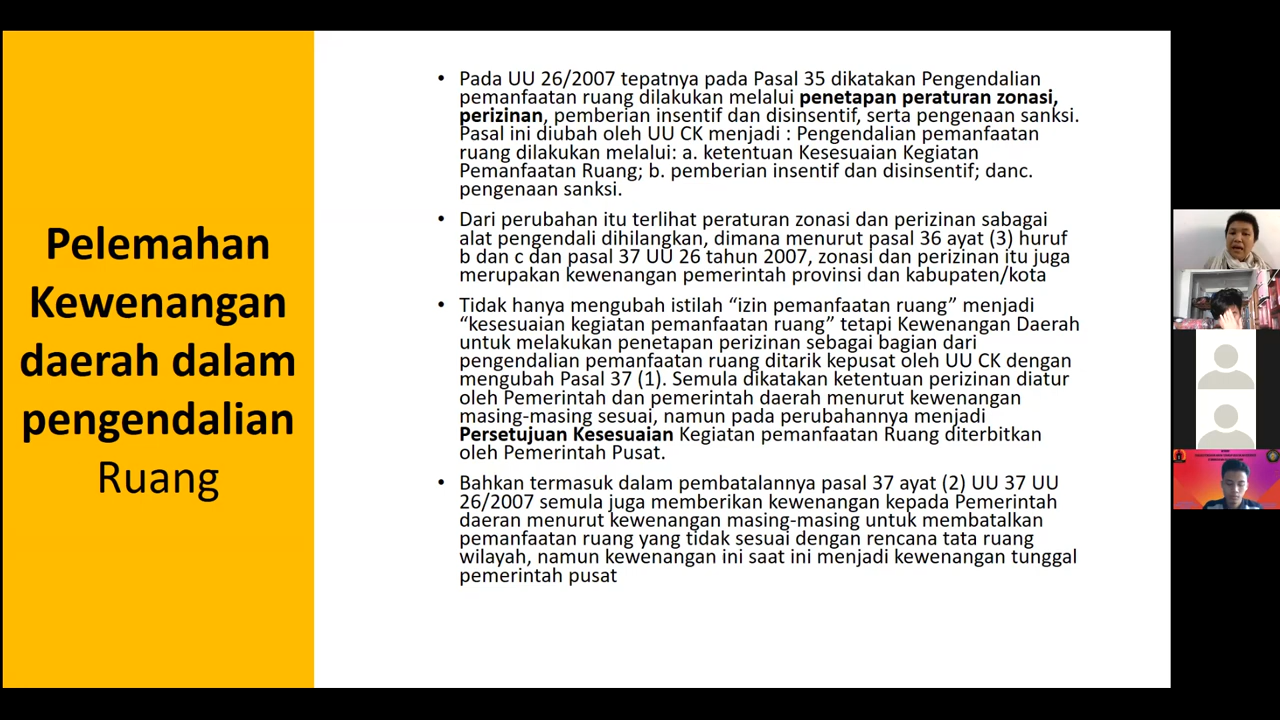 Pelemahan
Kewenangan
daerah dalam
pengendalian
Ruang
• Pada UU 26/2007 tepatnya pada Pasal 35 dikatakan Pengendalian
pemanfaatan ruang dilakukan melalui penetapan peraturan zonasi,
perizinan, pemberian insentif dan disinsentif, serta pengenaan sanksi.
Pasal ini diubah oleh UU CK menjadi : Pengendalian pemanfaatan
ruang dilakukan melalui: a. ketentuan Kesesuaian Kegiatan
Pemanfaatan Ruang; b. pemberian insentif dan disinsentif; danc.
pengenaan sanksi.
• Dari perubahan itu terlihat peraturan zonasi dan perizinan sabagai
alat pengendali dihilangkan, dimana menurut pasal 36 ayat (3) huruf
b dan c dan pasal 37 UU 26 tahun 2007, zonasi dan perizinan itu juga
merupakan kewenangan pemerintah provinsi dan kabupaten/kota
• Tidak hanya mengubah istilah “izin pemanfaatan ruang” menjadi
“kesesuaian kegiatan pemanfaatan ruang” tetapi Kewenangan Daerah
untuk melakukan penetapan perizinan sebagai bagian dari
pengendalian pemanfaatan ruang ditarik kepusat oleh UU CK dengan
mengubah Pasal 37 (1). Semula dikatakan ketentuan perizinan diatur
oleh Pemerintah dan pemerintah daerah menurut kewenangan
masing-masing sesuai, namun pada perubahannya menjadi
Persetujuan Kesesuaian Kegiatan pemanfaatan Ruang diterbitkan
oleh Pemerintah Pusat.
• Bahkan termasuk dalam pembatalannya pasal 37 ayat (2) UU 37 UU
26/2007 semula juga memberikan kewenangan kepada Pemerintah
daeran menurut kewenangan masing-masing untuk membatalkan
pemanfaatan ruang yang tidak sesuai dengan rencana tata ruang
wilayah, namun kewenangan ini saat ini menjadi kewenangan tunggal
pemerintah pusat